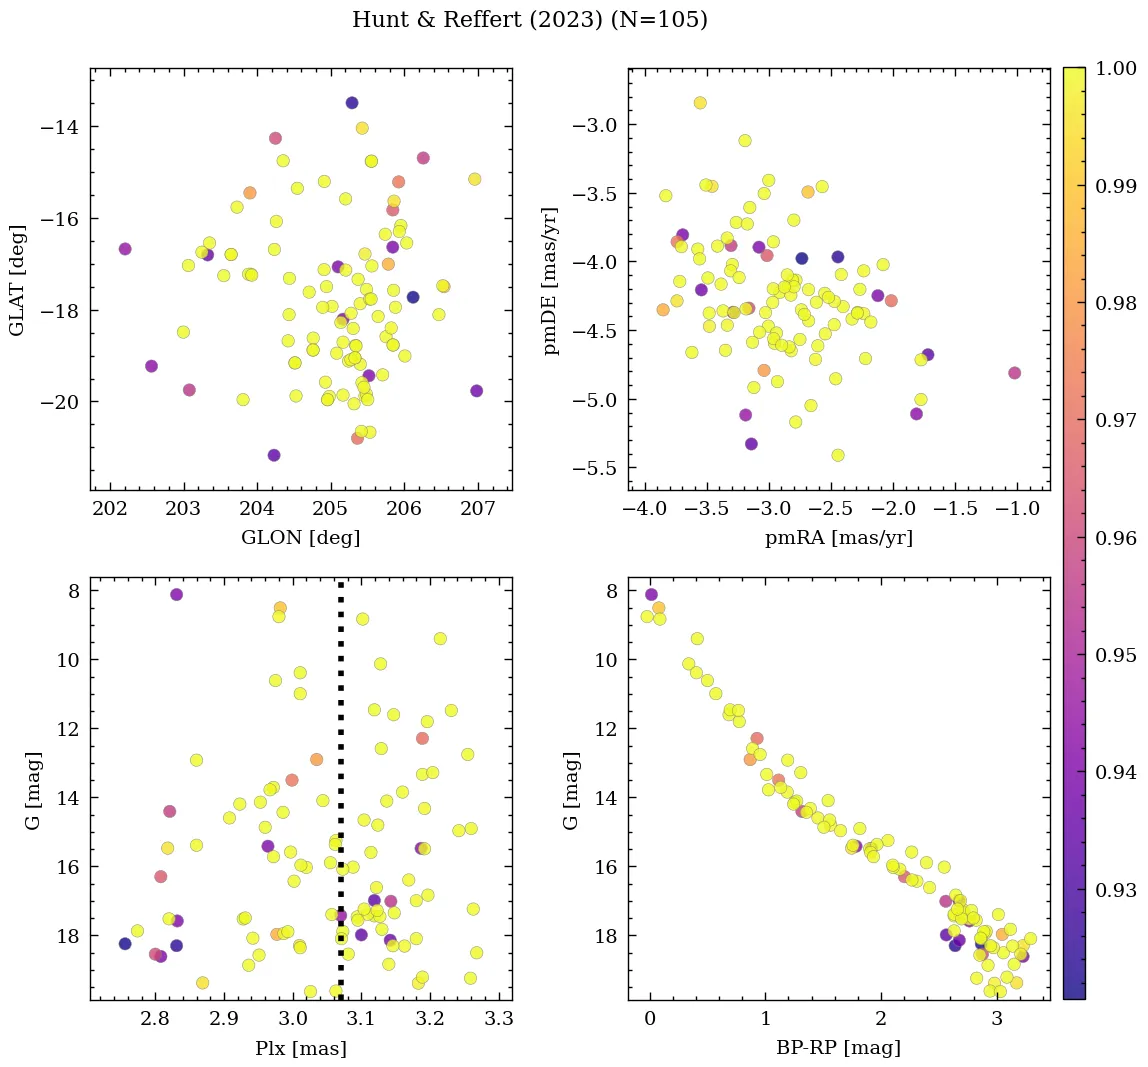 Hunt & Reffert (2023) (N=105)
−14
−16
−18
−20
GLAT [deg]
202 203 204 205 206 207
GLON [deg]
−3.0
−3.5
−4.0
−4.5
−5.0
−5.5
pmDE [mas/yr]
−4.0 −3.5 −3.0 −2.5 −2.0 −1.5 −1.0
pmRA [mas/yr]
1.00
0.99
0.98
0.97
0.96
0.95
0.94
0.93
8
10
12
14
16
18
G [mag]
2.8 2.9 3.0 3.1 3.2 3.3
Plx [mas]
8
10
12
14
16
18
G [mag]
0 1 2 3
BP-RP [mag]